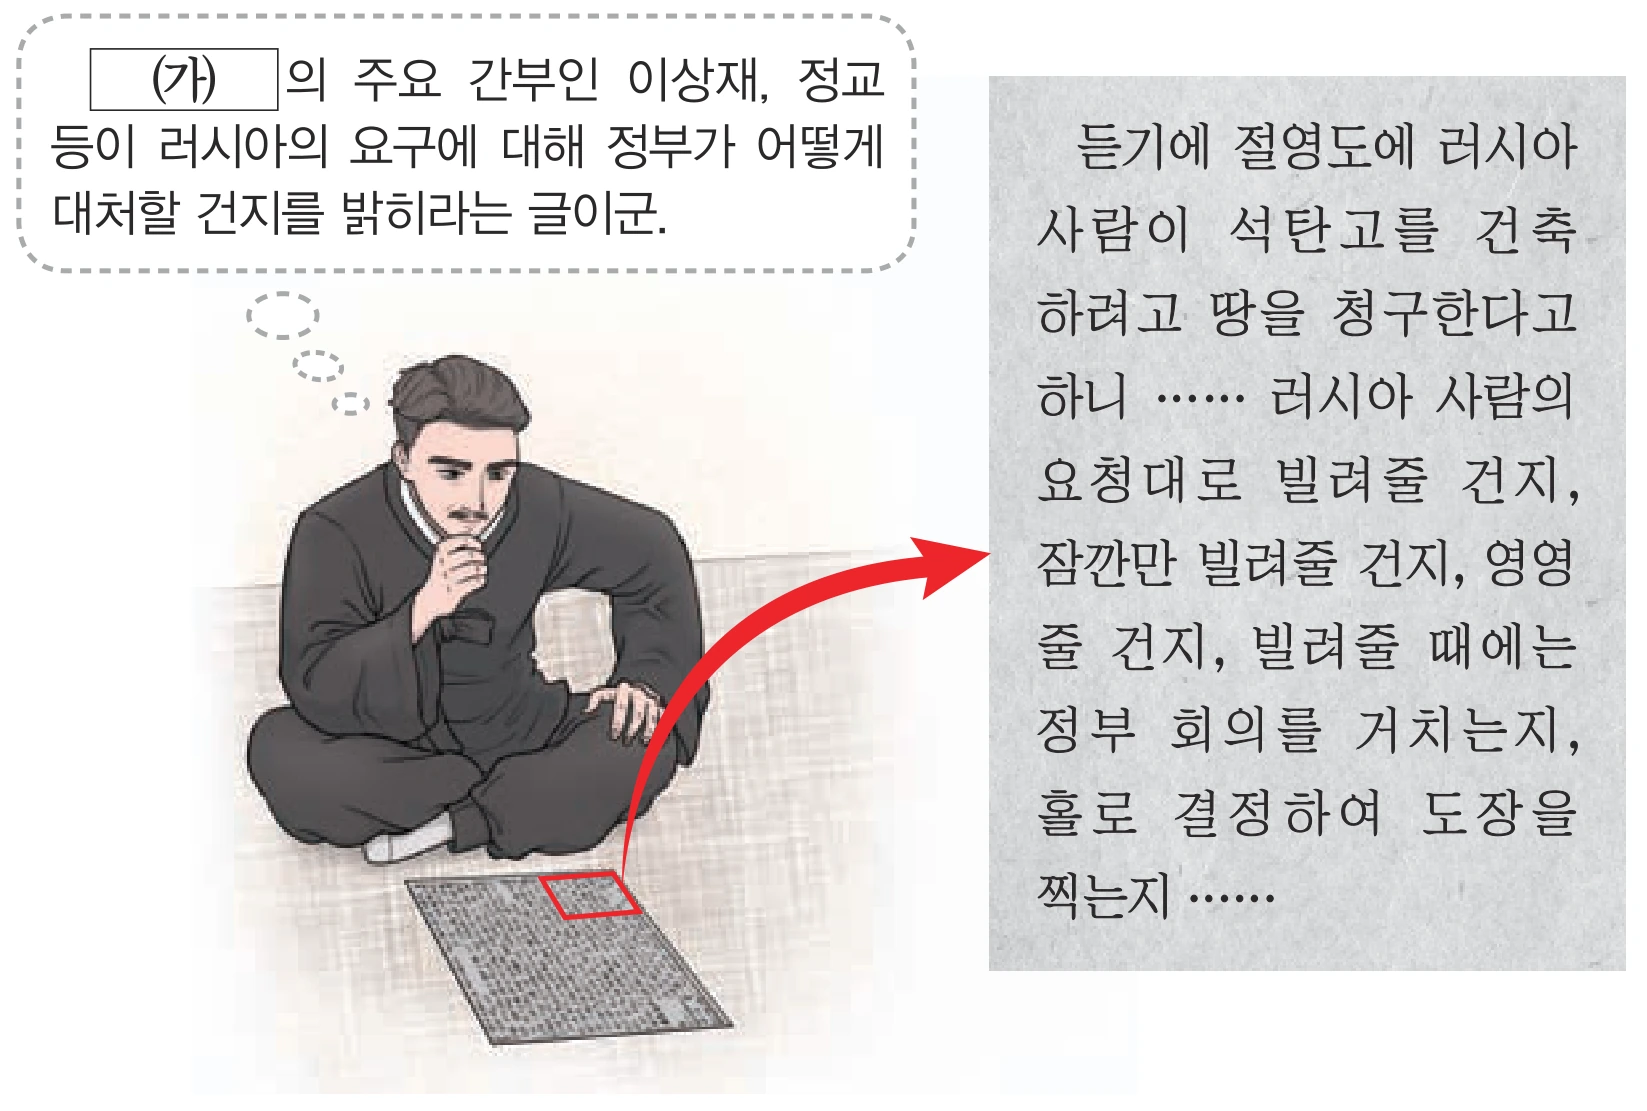 (가)의 주요 간부인 이상재, 정교
등이 러시아의 요구에 대해 정부가 어떻게
대처할 건지를 밝히라는 글이군.
듣기에 절영도에 러시아
사람이 석탄고를 건축
하려고 땅을 청구한다고
하니 …… 러시아 사람의
요청대로 빌려줄 건지,
잠깐만 빌려줄 건지, 영영
줄 건지, 빌려줄 때에는
정부 회의를 거치는지,
홀로 결정하여 도장을
찍는지 ……